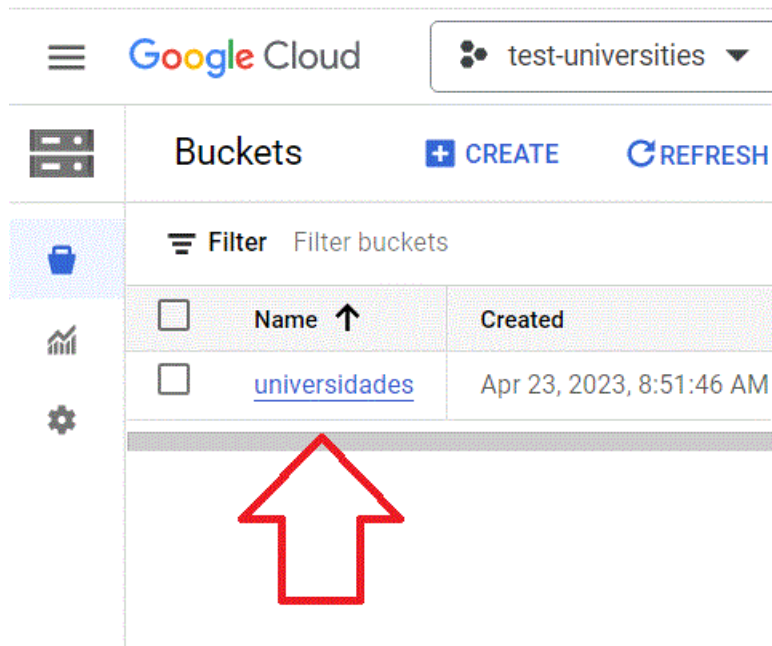 Google Cloud test-universities
Buckets CREATE REFRESH
Filter Filter buckets
Name Created
universidades Apr 23, 2023, 8:51:46 AM